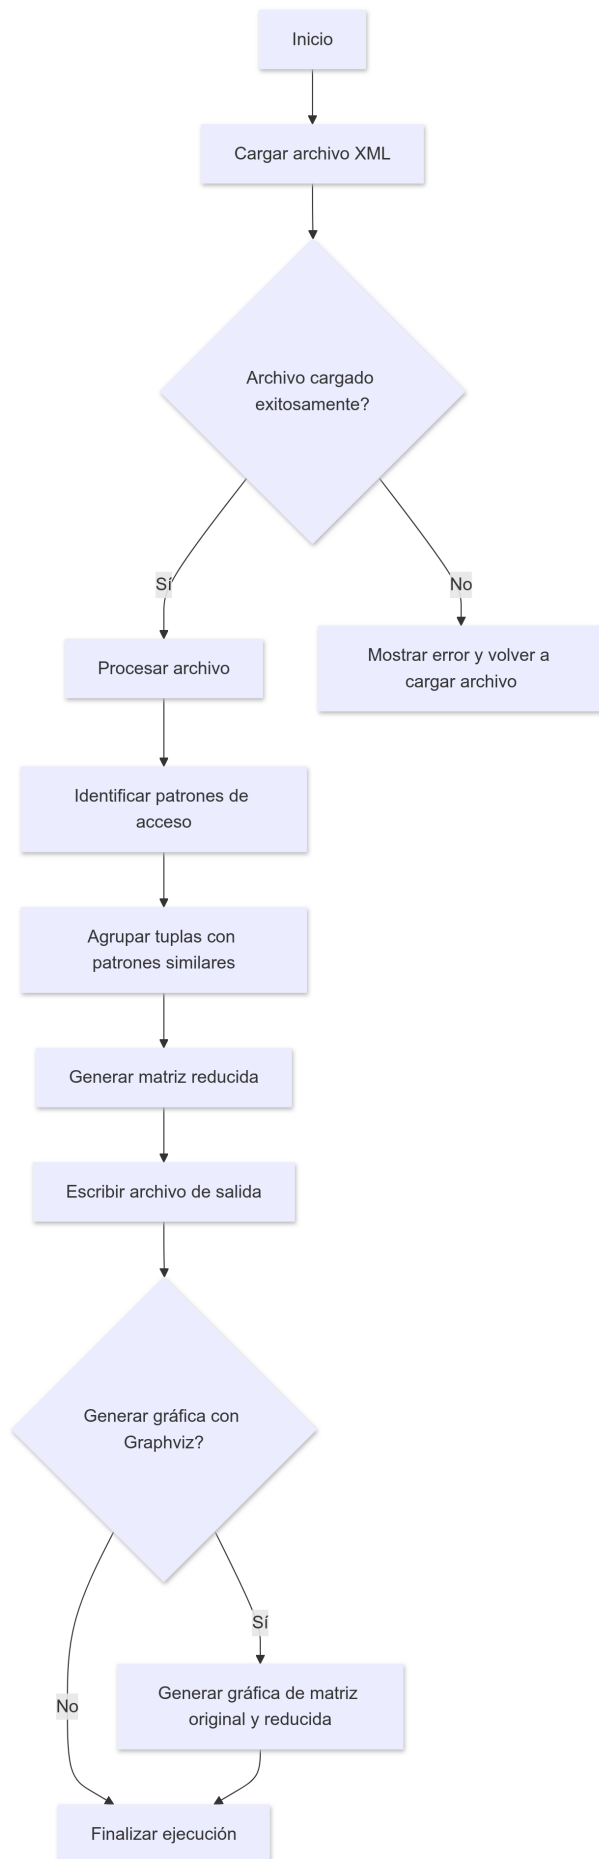 Inicio
Cargar archivo XML
Archivo cargado
exitosamente?
Sí
No
Procesar archivo
Mostrar error y volver a
cargar archivo
Identificar patrones de
acceso
Agrupar tuplas con
patrones similares
Generar matriz reducida
Escribir archivo de salida
Generar gráfica con
Graphviz?
Sí
No
Generar gráfica de matriz
original y reducida
Finalizar ejecución